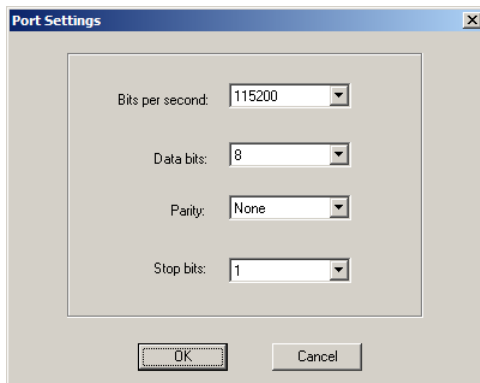 Port Settings
Bits per second: 115200
Data bits: 8
Parity: None
Stop bits: 1
OK Cancel